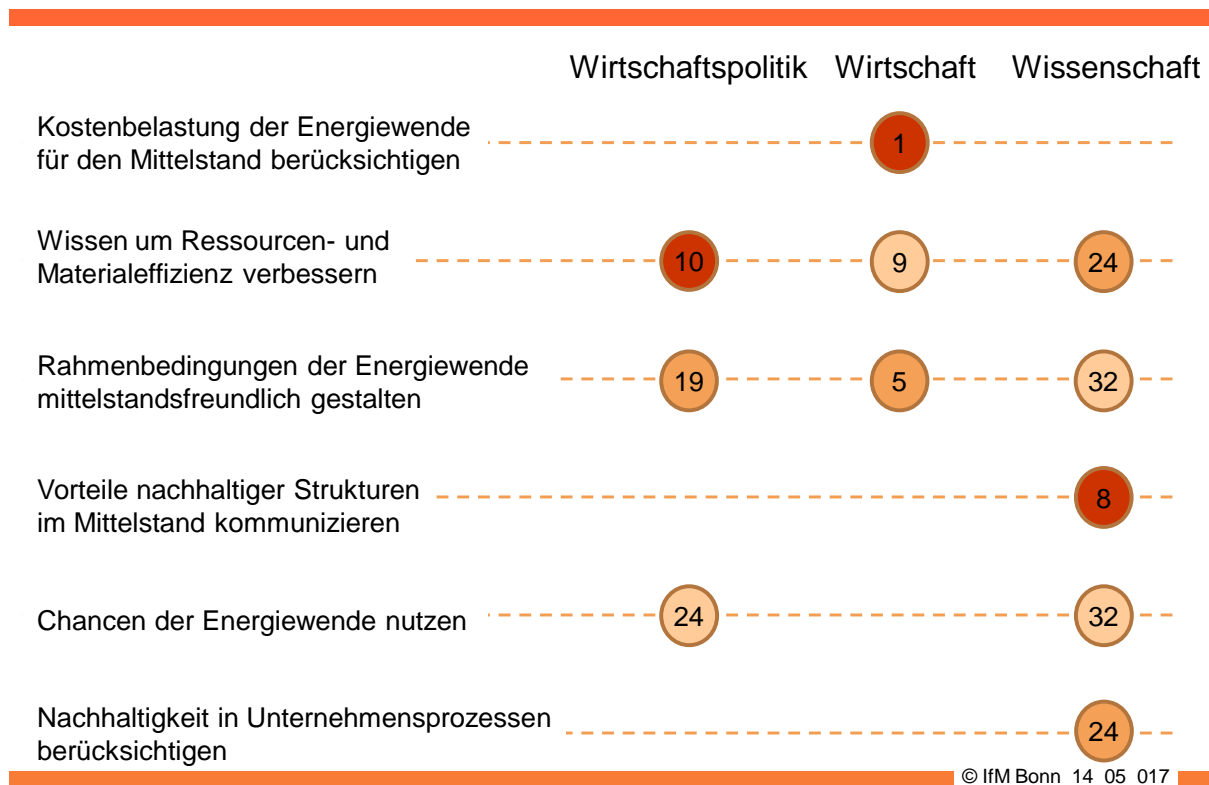 Wirtschaftspolitik Wirtschaft Wissenschaft
Kostenbelastung der Energiewende
für den Mittelstand berücksichtigen
1
Wissen um Ressourcen- und
Materialeffizienz verbessern
10 9 24
Rahmenbedingungen der Energiewende
mittelstandsfreundlich gestalten
19 5 32
Vorteile nachhaltiger Strukturen
im Mittelstand kommunizieren
8
Chancen der Energiewende nutzen
24 32
Nachhaltigkeit in Unternehmensprozessen
berücksichtigen
24
© IfM Bonn 14 05 017